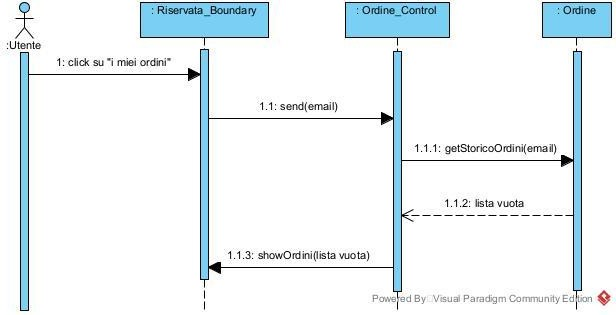 : Riservata_Boundary
: Ordine_Control
: Ordine
:Utente
1: click su "i miei ordini"
1.1: send(email)
1.1.1: getStoricoOrdini(email)
1.1.2: lista vuota
1.1.3: showOrdini(lista vuota)
Powered By Visual Paradigm Community Edition